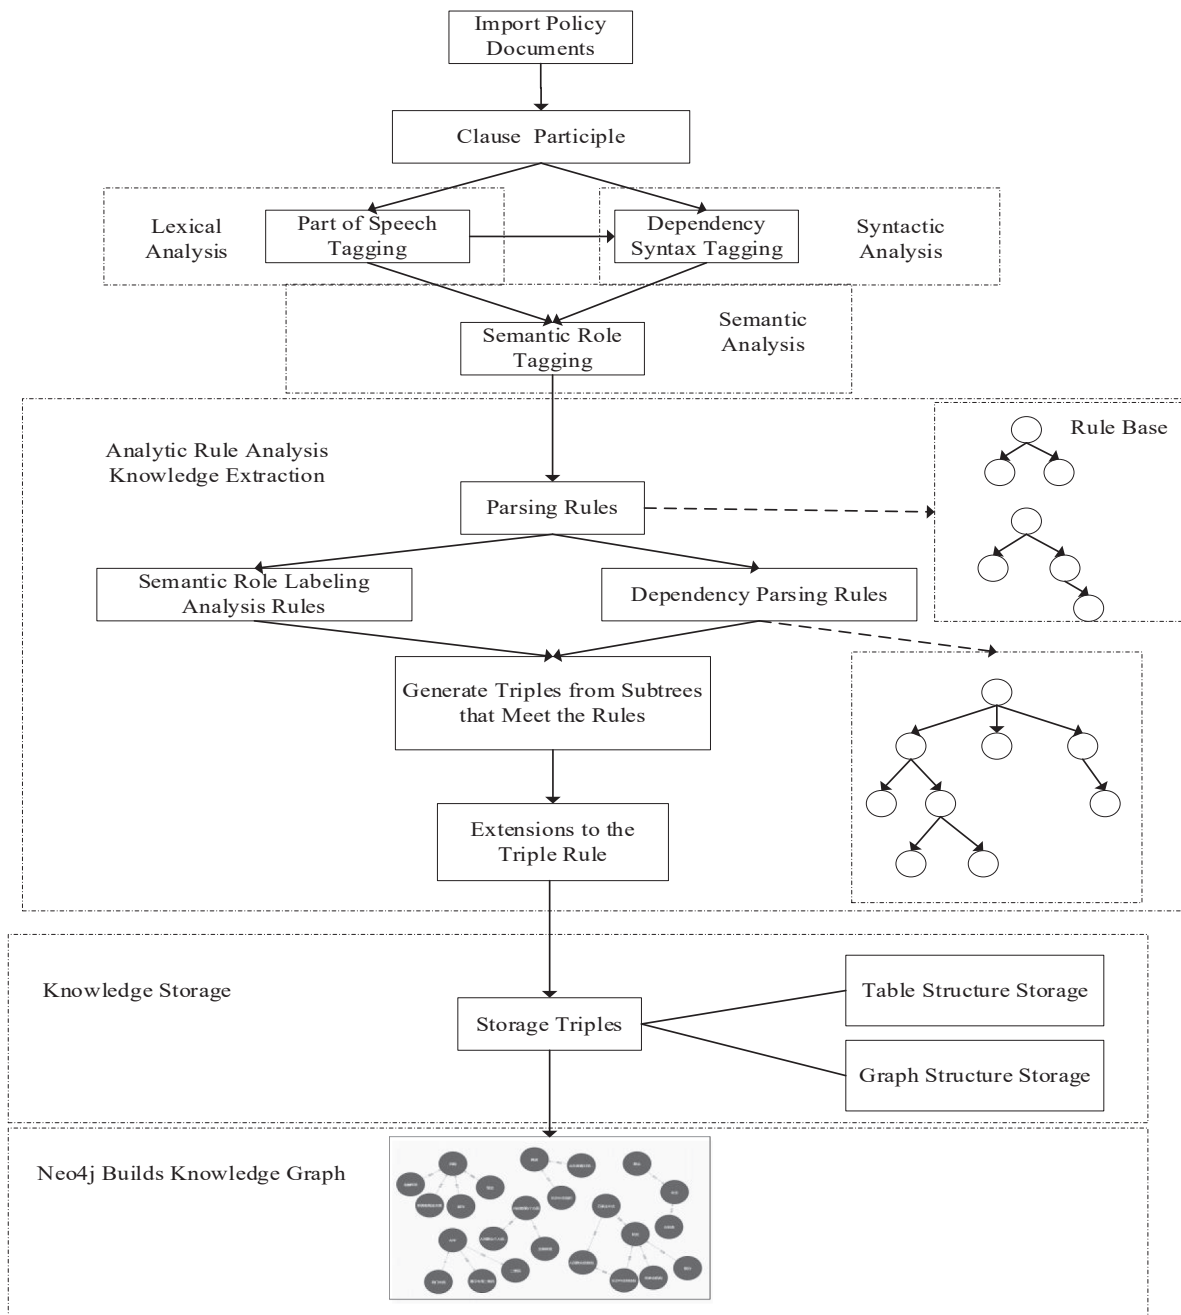 Import Policy
Documents
Clause Participle
Lexical
Analysis
Part of Speech
Tagging
Dependency
Syntax Tagging
Syntactic
Analysis
Semantic Role
Tagging
Semantic
Analysis
Analytic Rule Analysis
Knowledge Extraction
Rule Base
Parsing Rules
Semantic Role Labeling
Analysis Rules
Dependency Parsing Rules
Generate Triples from Subtrees
that Meet the Rules
Extensions to the
Triple Rule
Knowledge Storage
Storage Triples
Table Structure Storage
Graph Structure Storage
Neo4j Builds Knowledge Graph